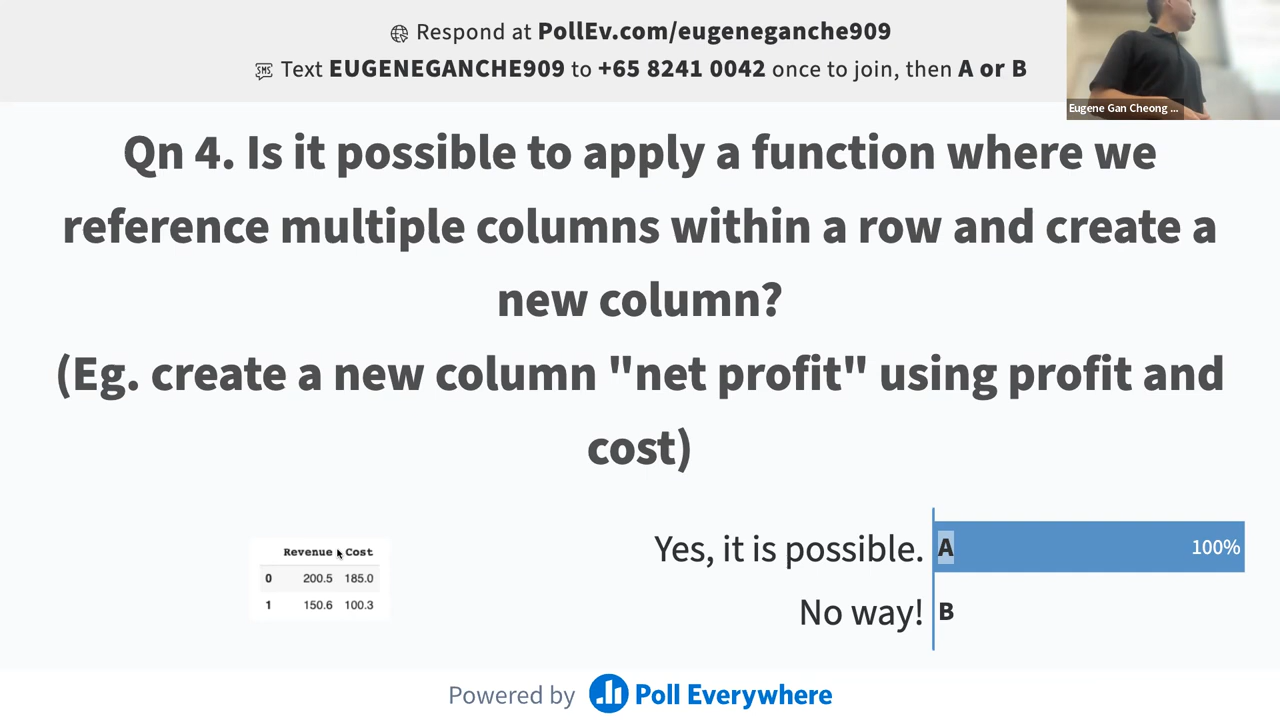 Respond at PollEv.com/eugeneganche909
Text EUGENEGANCHE909 to +65 8241 0042 once to join, then A or B
Eugene Gan Cheong ...
Qn 4. Is it possible to apply a function where we
reference multiple columns within a row and create a
new column?
(Eg. create a new column "net profit" using profit and
cost)
Revenue Cost
0 200.5 185.0
1 150.6 100.3
Yes, it is possible. A 100%
No way! B
Powered by Poll Everywhere